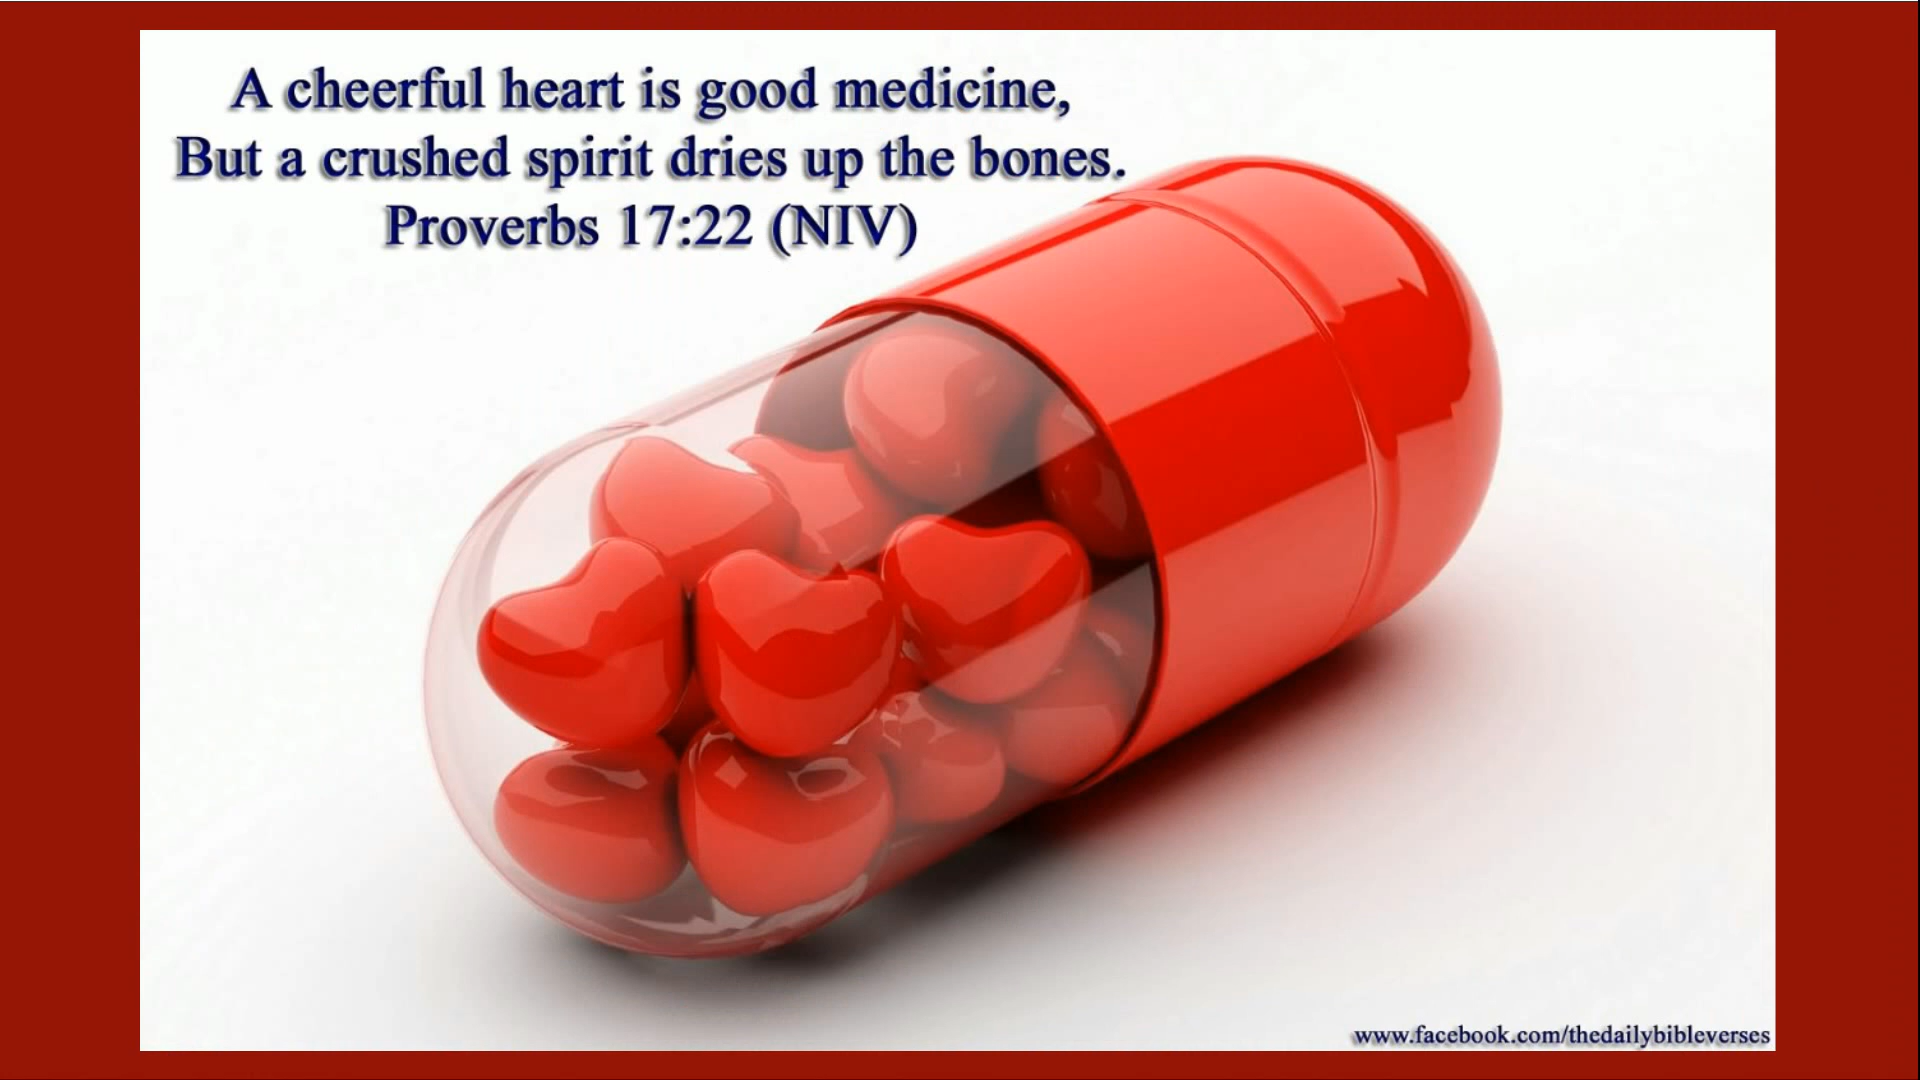 A cheerful heart is good medicine,
But a crushed spirit dries up the bones.
Proverbs 17:22 (NIV)
www.facebook.com/thedailybibleverses